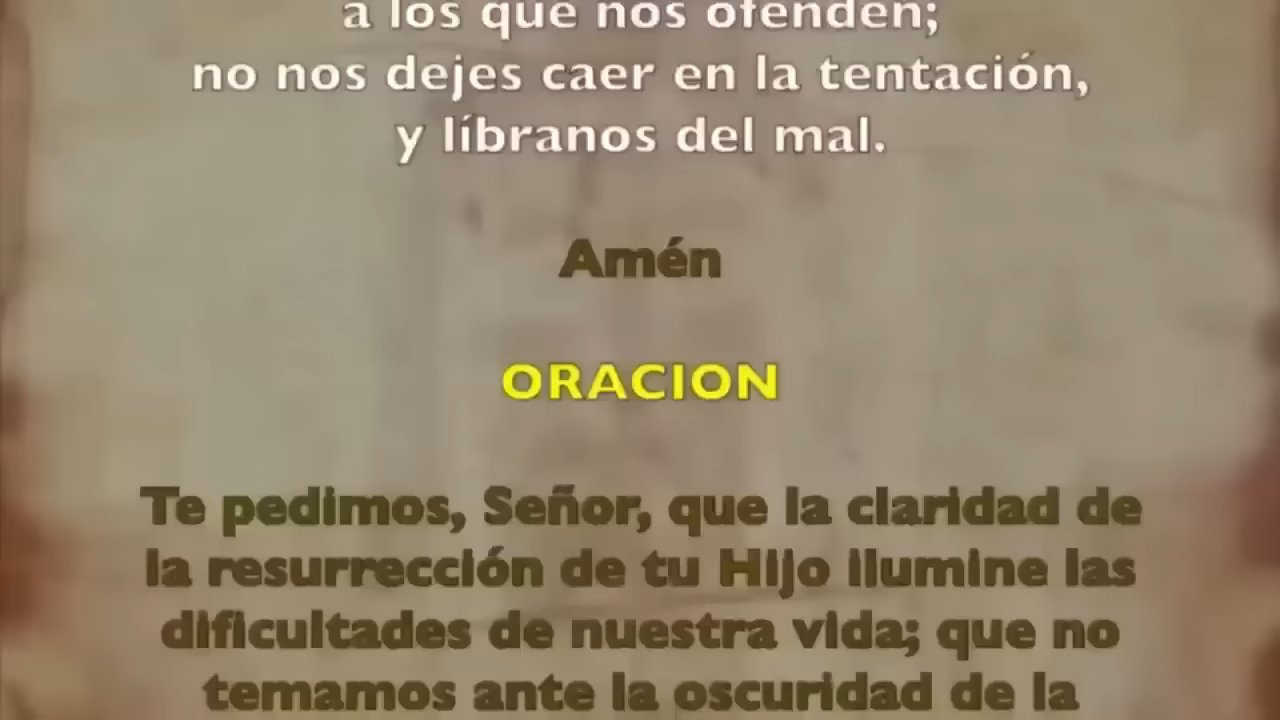 a los que nos ofenden;
no nos dejes caer en la tentación,
y líbranos del mal.
Amén
ORACION
Te pedimos, Señor, que la claridad de
la resurrección de tu Hijo ilumine las
dificultades de nuestra vida; que no
temamos ante la oscuridad de la